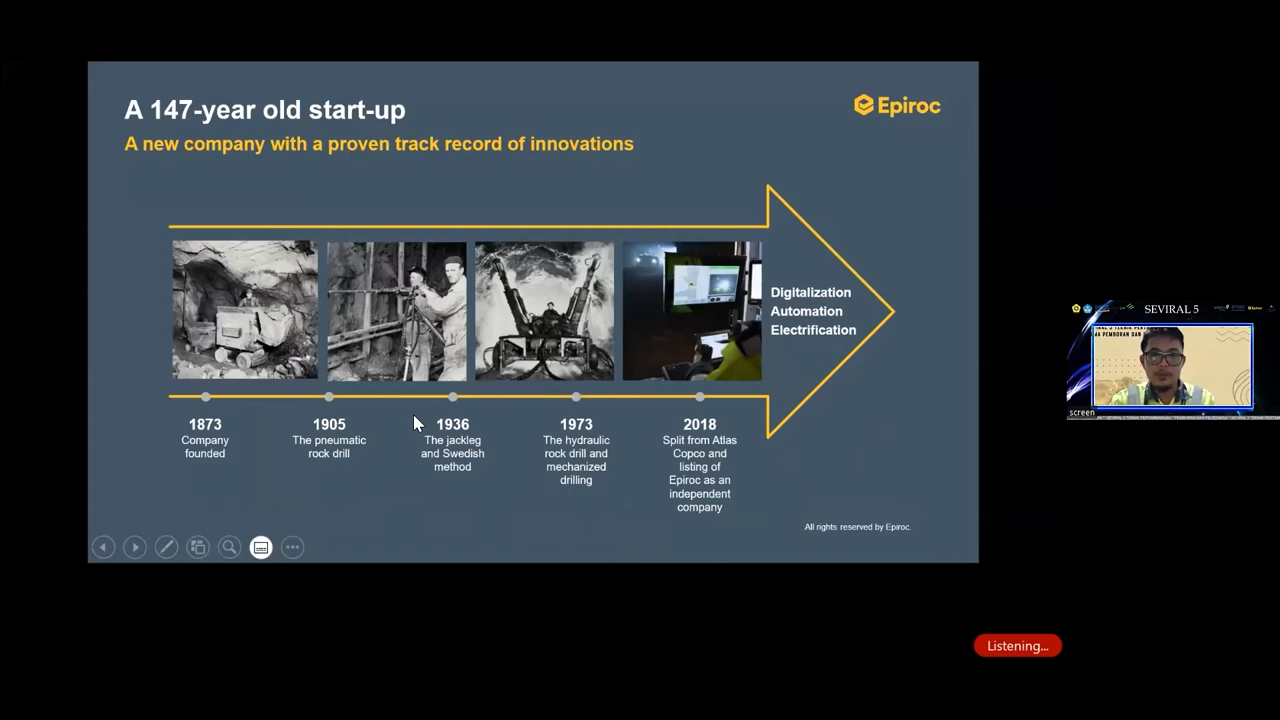 A 147-year old start-up
Epiroc
A new company with a proven track record of innovations
Digitalization
Automation
Electrification
1873
Company
founded
1905
The pneumatic
rock drill
1936
The jackleg
and Swedish
method
1973
The hydraulic
rock drill and
mechanized
drilling
2018
Split from Atlas
Copco and
listing of
Epiroc as an
independent
company
All rights reserved by Epiroc.
SEVIRAL 5
screen
Listening...